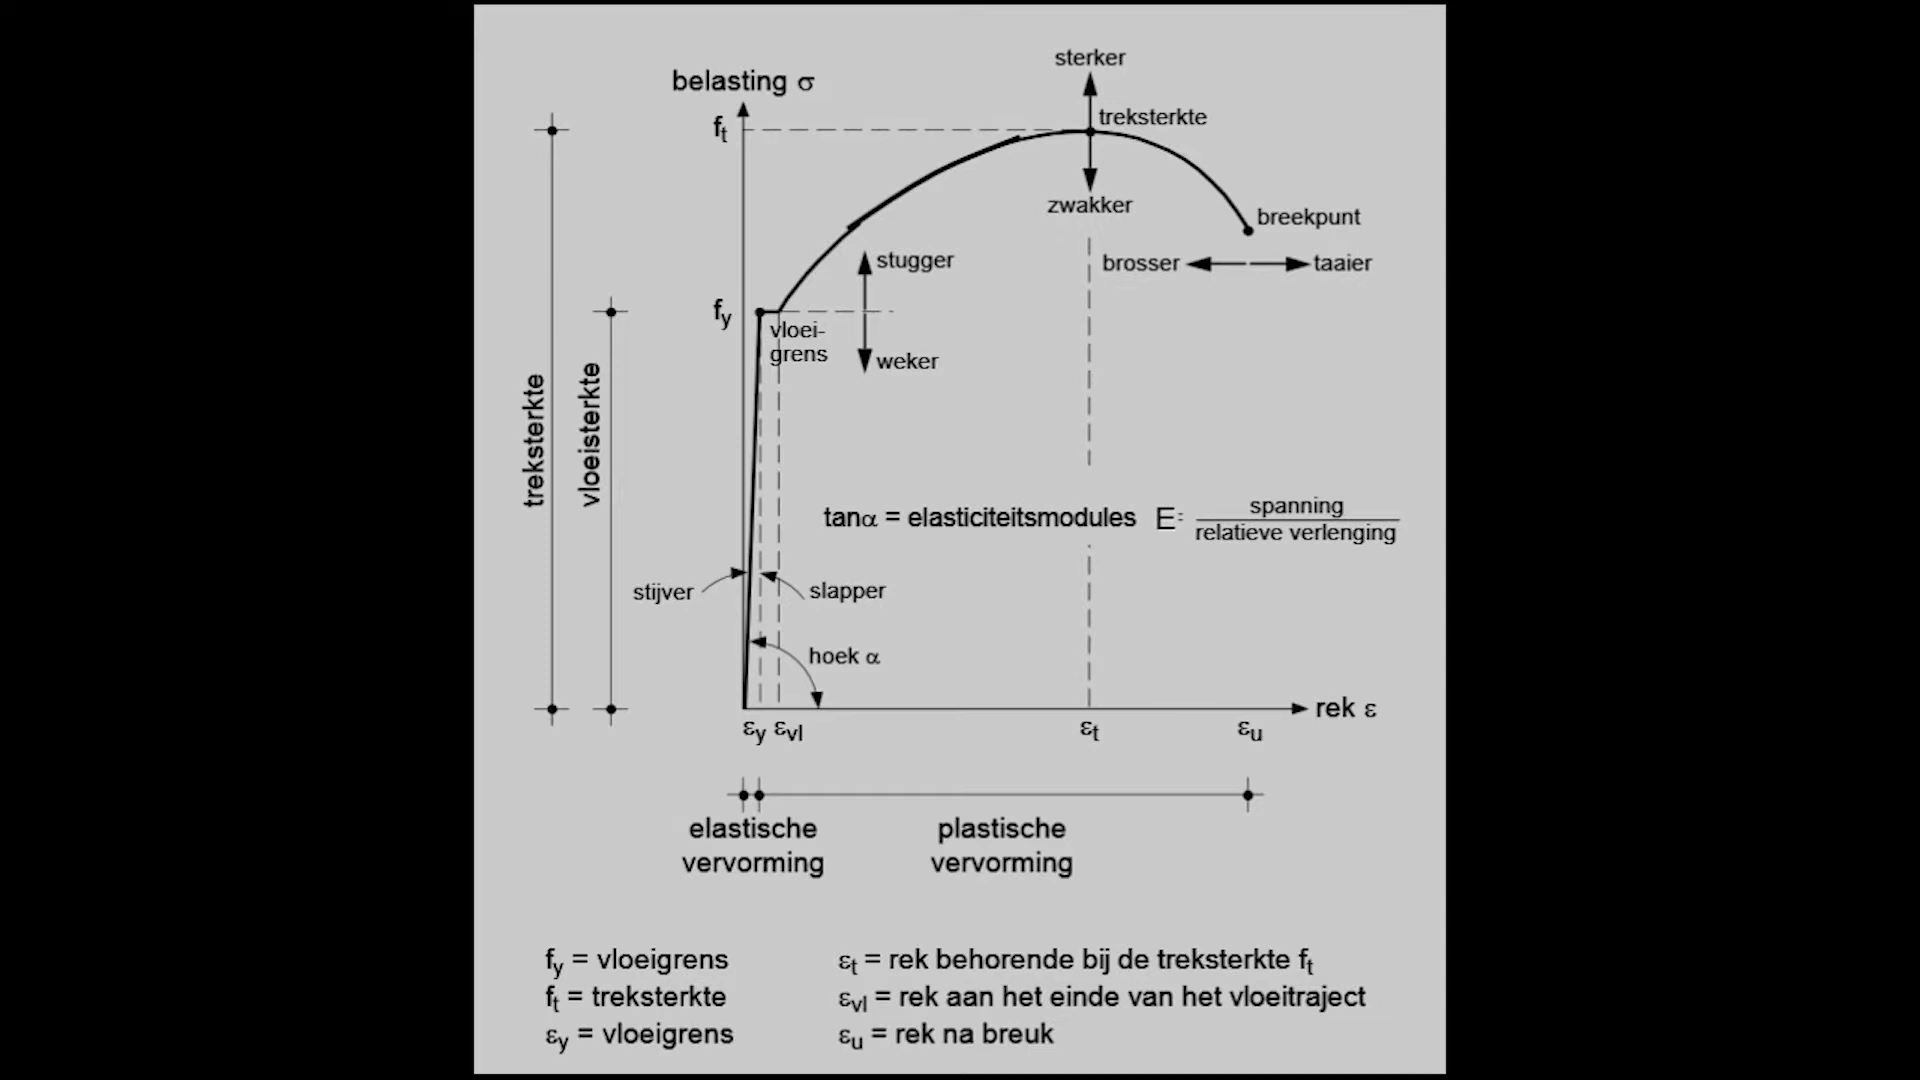 sterker
belasting σ
treksterkte
ft
zwakker
breekpunt
stugger
brosser
taaier
fy
vloei-
grens
weker
treksterkte
vloeisterkte
tanα = elasticiteitsmodules E= spanning
relatieve verlenging
stijver
slapper
hoek α
rek ε
εy εvl εt εu
elastische
vervorming
plastische
vervorming
fy = vloeigrens
ft = treksterkte
εy = vloeigrens
εt = rek behorende bij de treksterkte ft
εvl = rek aan het einde van het vloeitraject
εu = rek na breuk